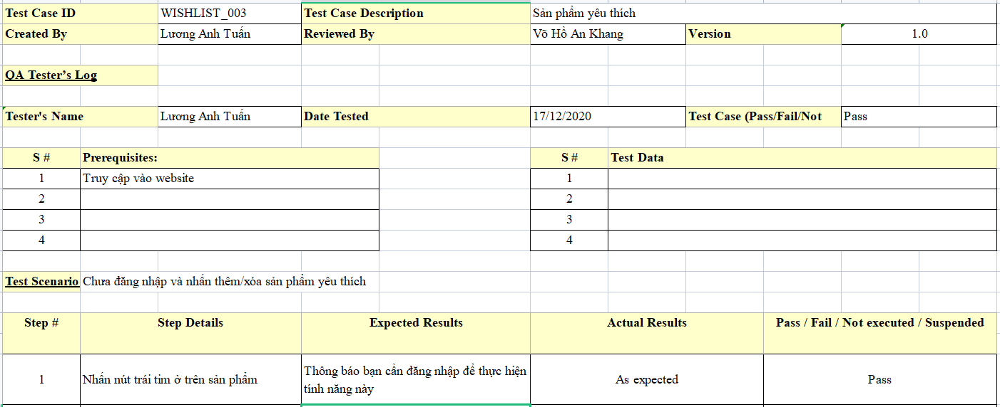 Test Case ID WISHLIST_003 Test Case Description Sản phẩm yêu thích
Created By Lương Anh Tuấn Reviewed By Võ Hồ An Khang Version 1.0
QA Tester’s Log
Tester's Name Lương Anh Tuấn Date Tested 17/12/2020 Test Case (Pass/Fail/Not Pass
S # Prerequisites: S # Test Data
1 Truy cập vào website 1
2 2
3 3
4 4
Test Scenario Chưa đăng nhập và nhấn thêm/xóa sản phẩm yêu thích
Step # Step Details Expected Results Actual Results Pass / Fail / Not executed / Suspended
1 Nhấn nút trái tim ở trên sản phẩm Thông báo bạn cần đăng nhập để thực hiện
tính năng này As expected Pass